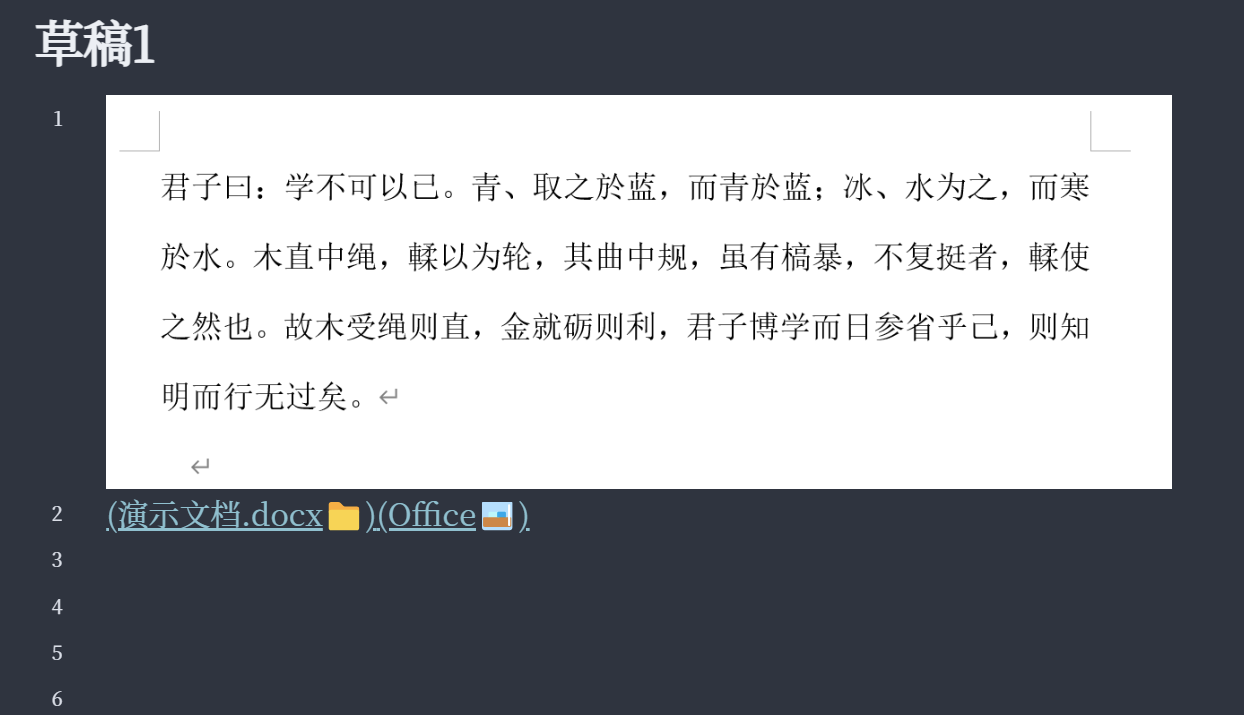 草稿1
1
君子曰：学不可以已。青、取之於蓝，而青於蓝；冰、水为之，而寒
於水。木直中绳，輮以为轮，其曲中规，虽有槁暴，不复挺者，輮使
之然也。故木受绳则直，金就砺则利，君子博学而日参省乎己，则知
明而行无过矣。↵
↵
2 (演示文档.docx📁)(Office)
3
4
5
6